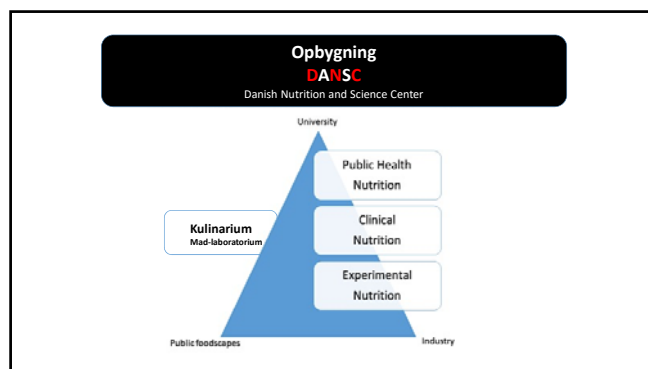 Opbygning
DANSC
Danish Nutrition and Science Center
University
Public Health
Nutrition
Kulinarium
Mad-laboratorium
Clinical
Nutrition
Experimental
Nutrition
Public foodscapes
Industry